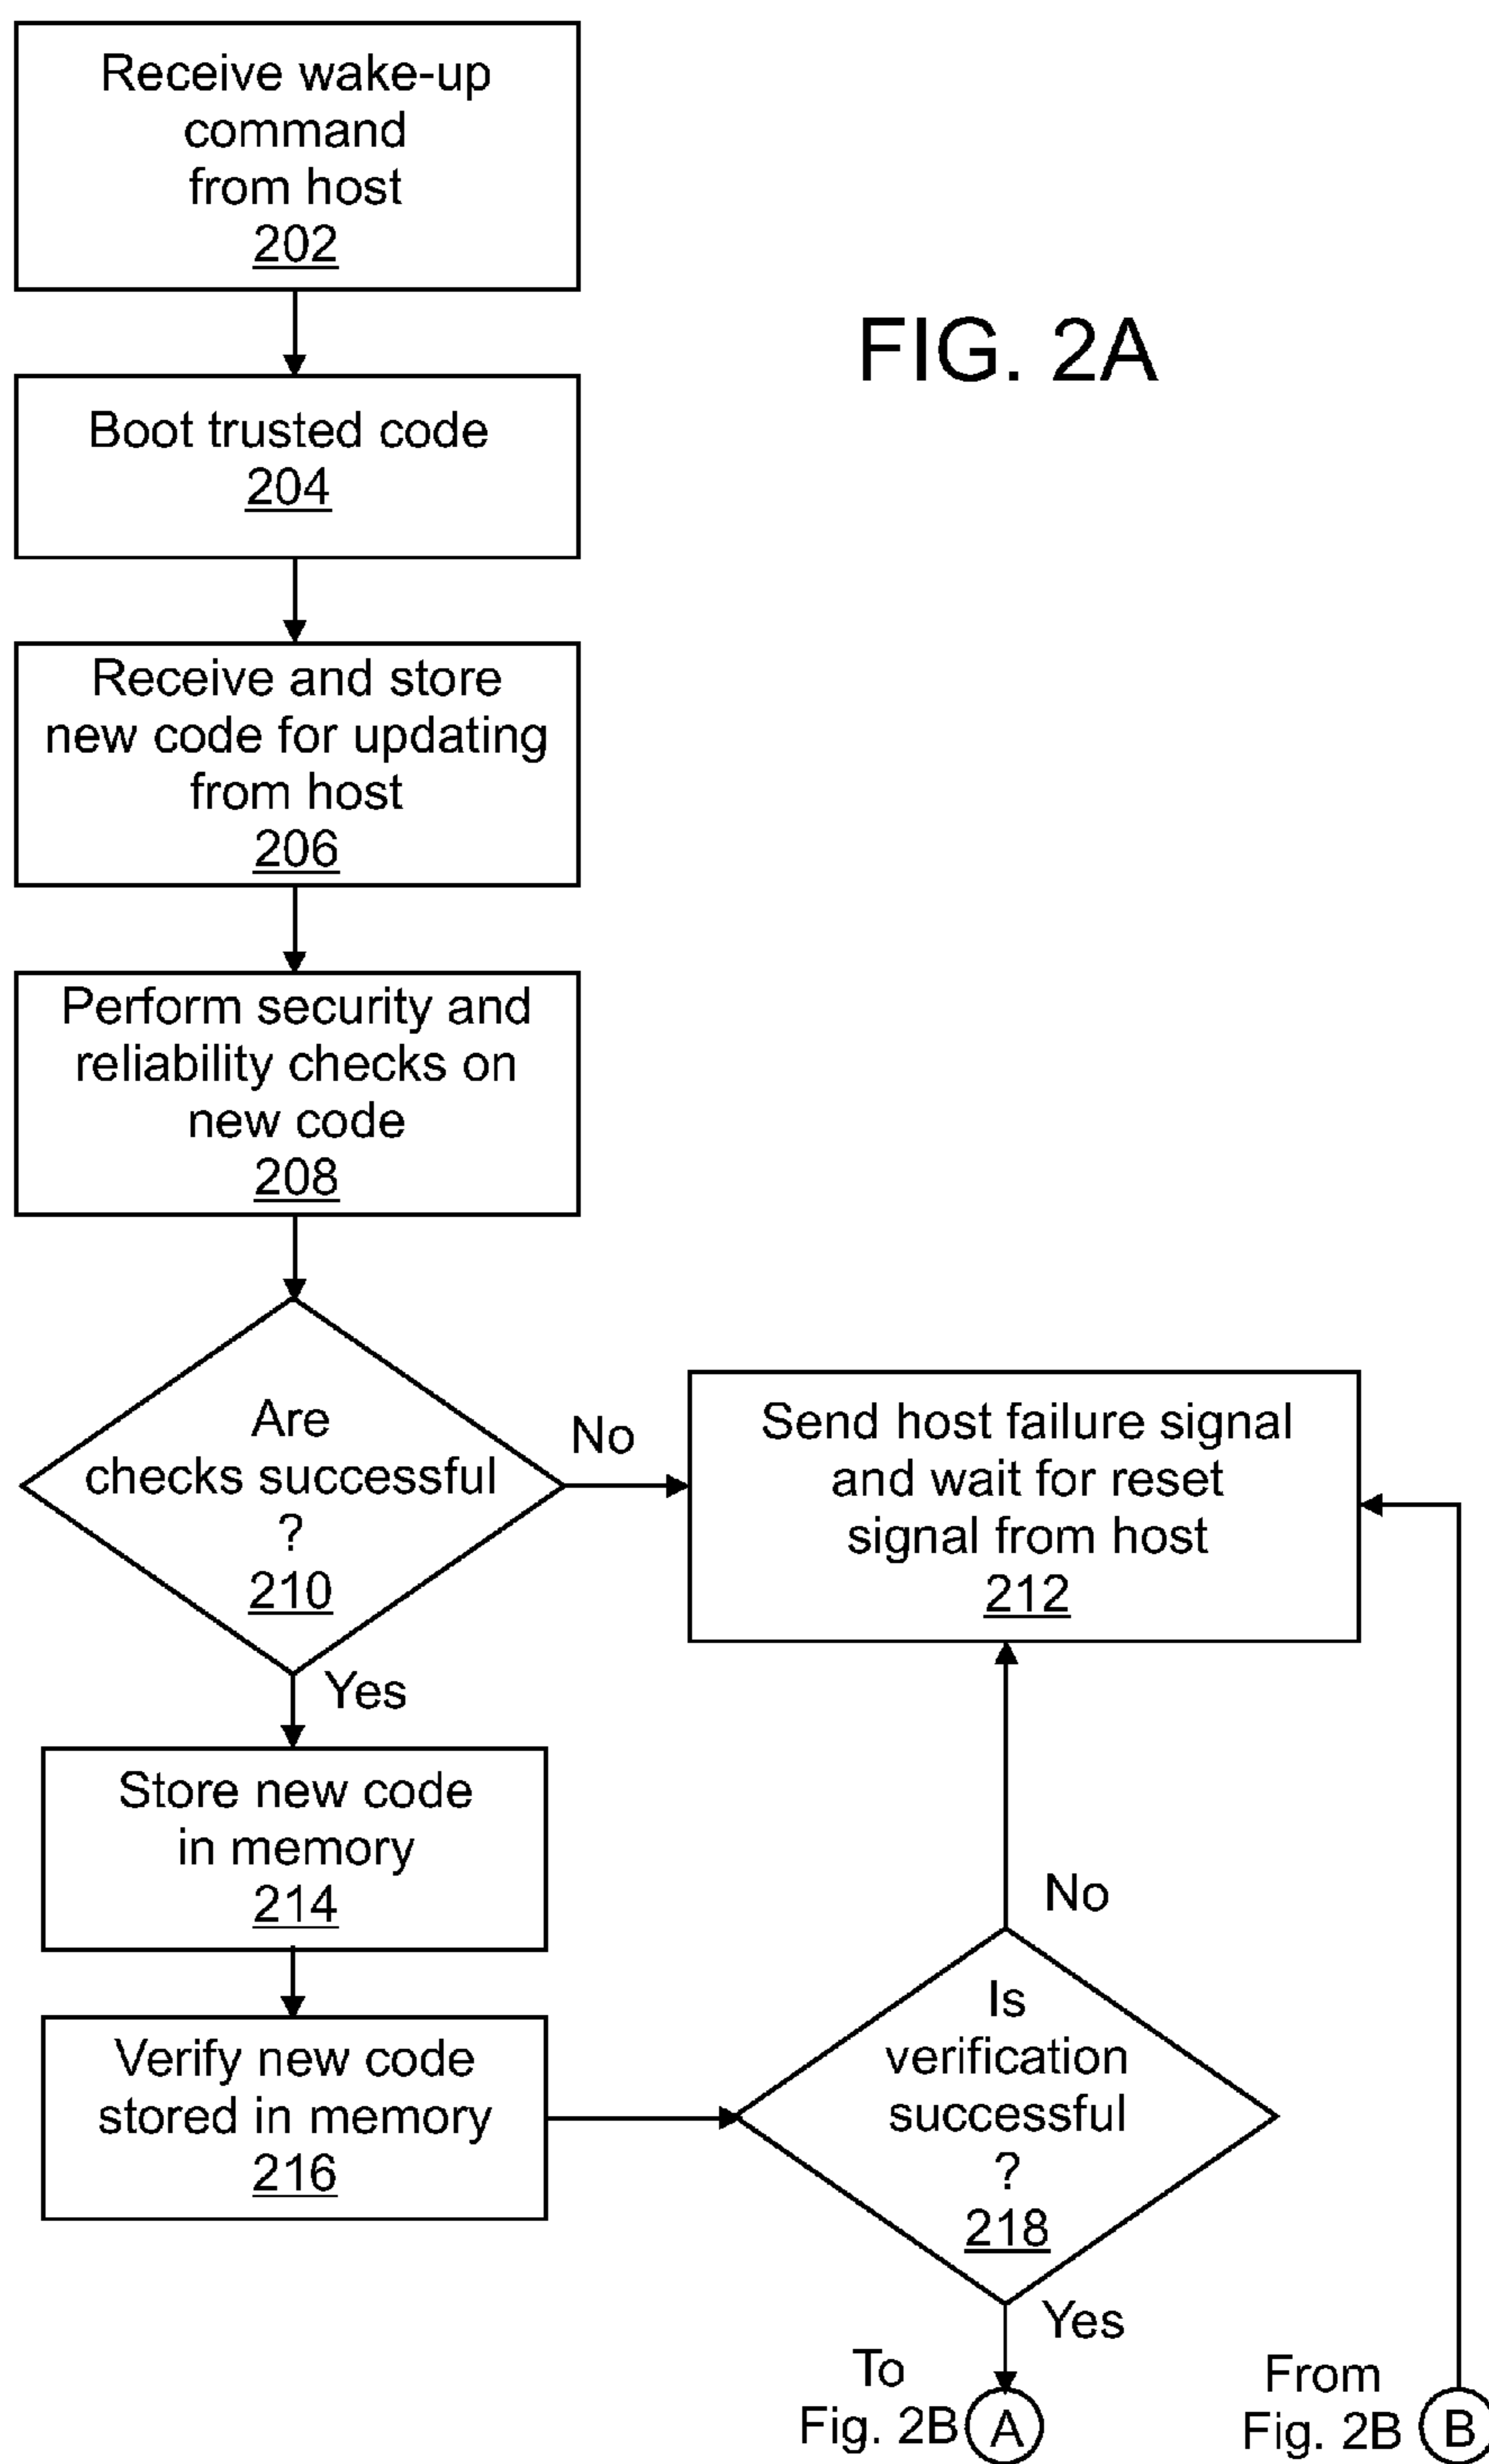 Receive wake-up
command
from host
202
FIG. 2A
Boot trusted code
204
Receive and store
new code for updating
from host
206
Perform security and
reliability checks on
new code
208
Are
checks successful
?
210
No
Send host failure signal
and wait for reset
signal from host
212
Yes
Store new code
in memory
214
No
Verify new code
stored in memory
216
Is
verification
successful
?
218
Yes
To
Fig. 2B
A
From
Fig. 2B
B